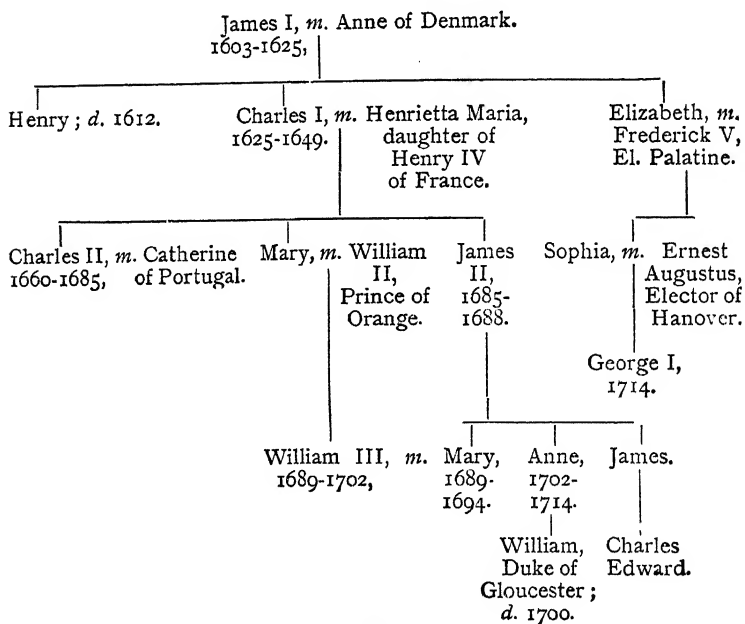 James I, m. Anne of Denmark.
1603-1625,
Henry; d. 1612.
Charles I, m. Henrietta Maria,
1625-1649. daughter of
Henry IV
of France.
Elizabeth, m.
Frederick V,
El. Palatine.
Charles II, m. Catherine
1660-1685, of Portugal.
Mary, m. William
II,
Prince of
Orange.
James
II,
1685-
1688.
Sophia, m. Ernest
Augustus,
Elector of
Hanover.
George I,
1714.
William III, m. Mary,
1689-1702, 1689-
1694.
Anne,
1702-
1714.
James.
William,
Duke of
Gloucester;
d. 1700.
Charles
Edward.